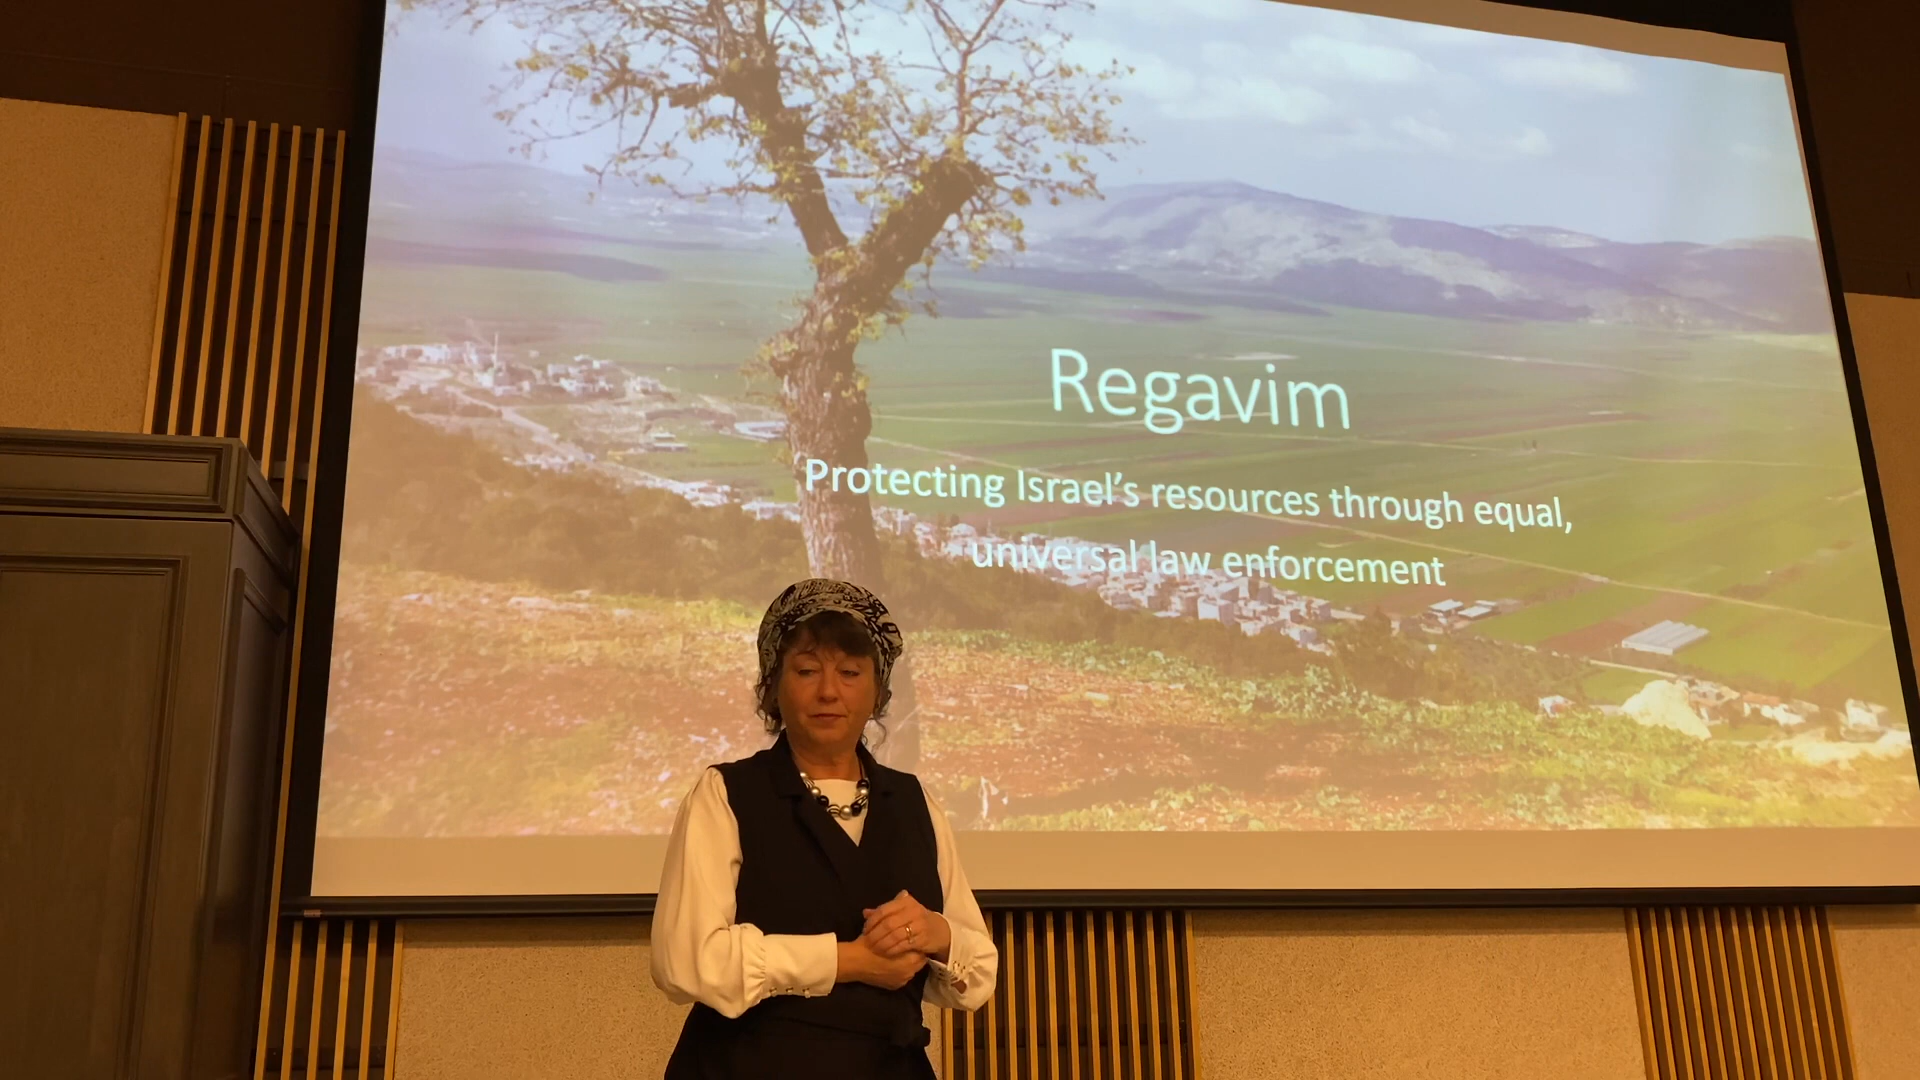 Regavim
Protecting Israel's resources through equal,
universal law enforcement